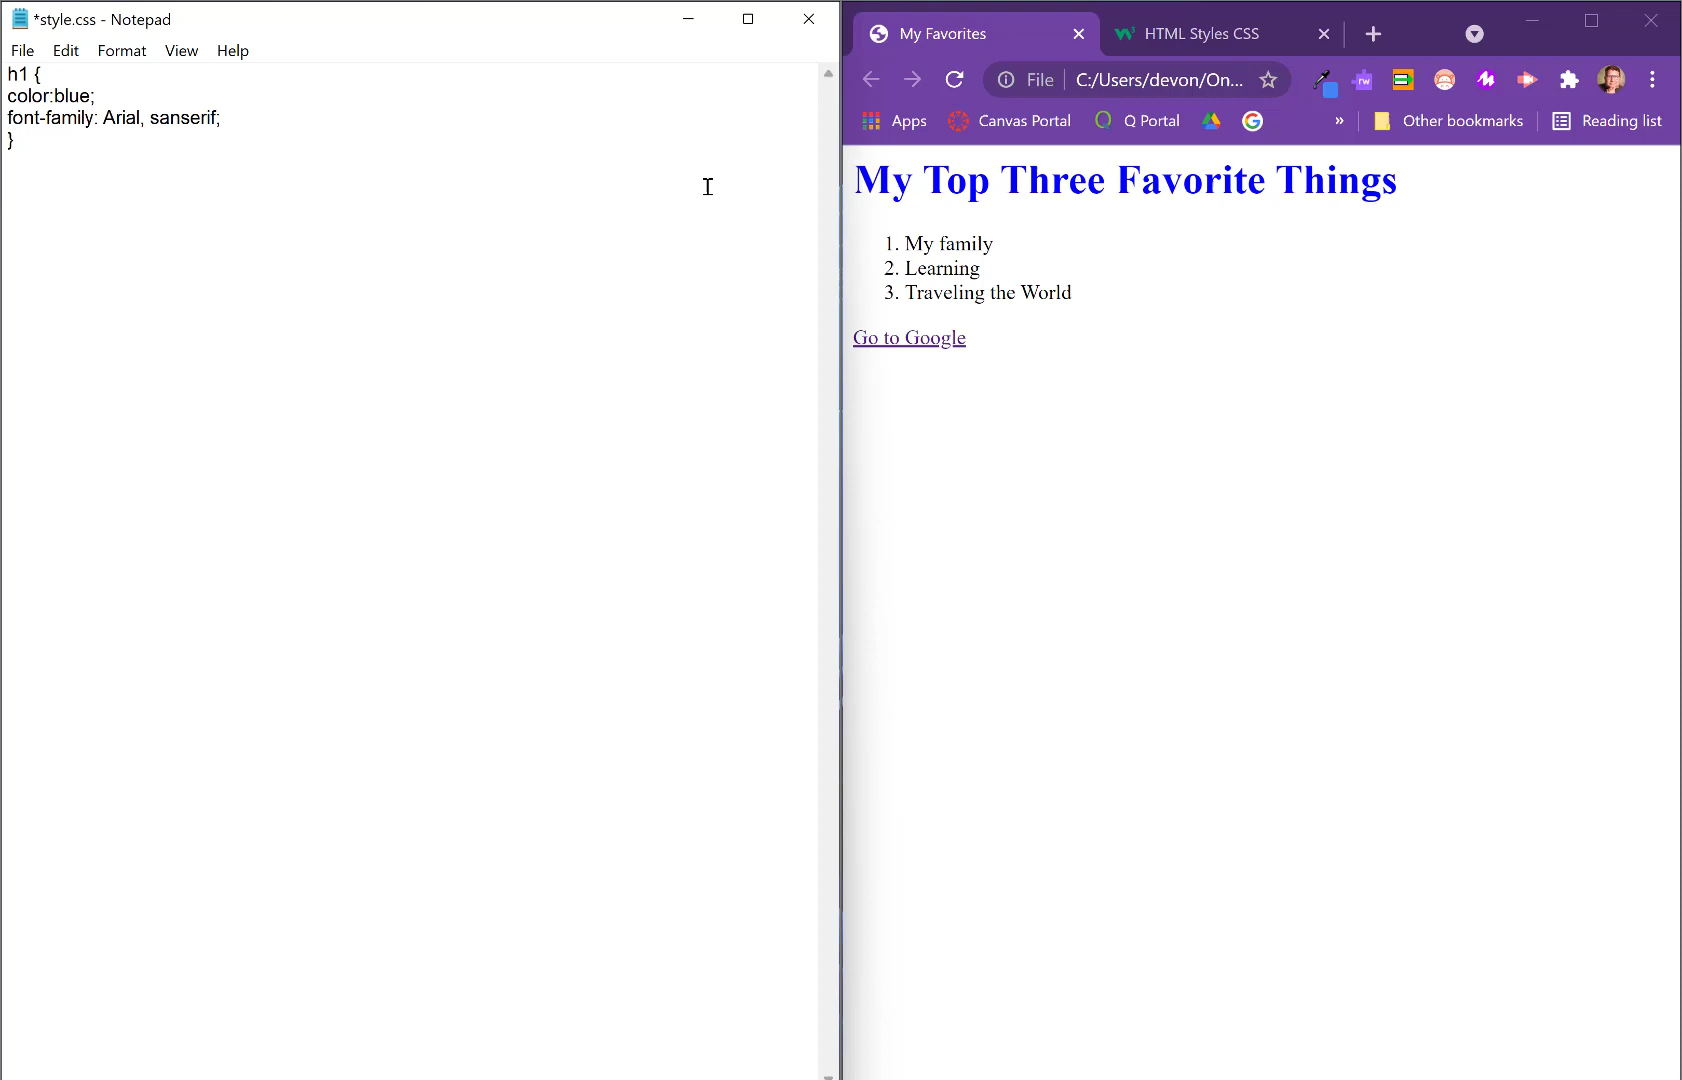 *style.css - Notepad
File Edit Format View Help
h1 {
color:blue;
font-family: Arial, sanserif;
}
My Favorites
HTML Styles CSS
File
C:/Users/devon/On...
rw
Apps
Canvas Portal
Q Portal
»
Other bookmarks
Reading list
My Top Three Favorite Things
1. My family
2. Learning
3. Traveling the World
Go to Google